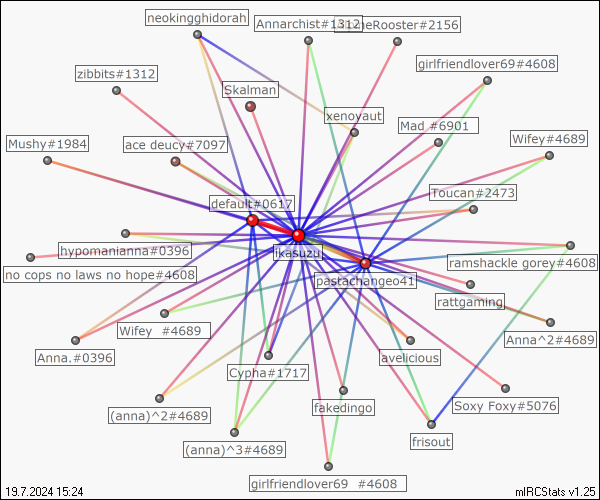 neokingghidorah
Annarchist#1312
neRooster#2156
girlfriendlover69#4608
zibbits#1312
Skalman
xenoyaut
Mad #6901
Wifey#4689
Mushy#1984
ace deucy#7097
Toucan#2473
default#0617
hypomanianna#0396
ikasuzu
ramshackle gorey#4608
no cops no laws no hope#4608
pastachangeo41
rattgaming
Wifey #4689
Anna^2#4689
Anna.#0396
Cypha#1717
avelicious
(anna)^2#4689
fakedingo
Soxy Foxy#5076
(anna)^3#4689
frisout
girlfriendlover69 #4608
19.7.2024 15:24
mIRCStats v1.25